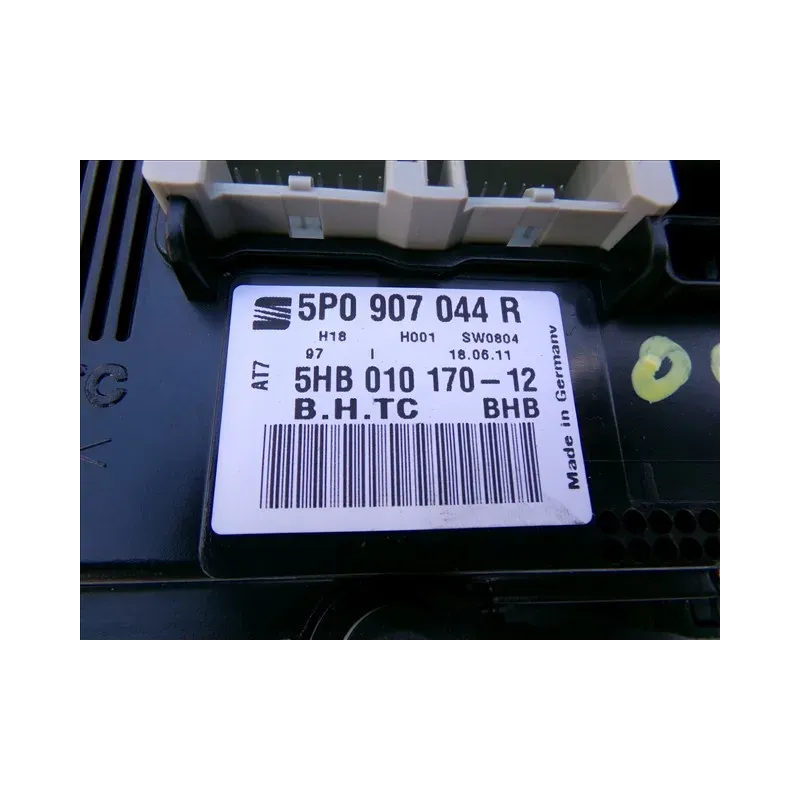 5P0 907 044 R
H18 H001 SW0804
97 I 18.06.11
AT7
5HB 010 170-12
B.H.TC BHB
Made in Germany